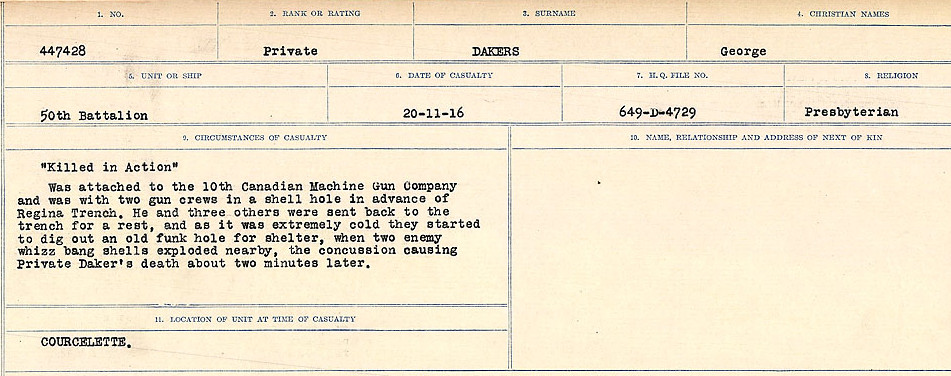 1. NO. 2. RANK OR RATING 3. SURNAME 4. CHRISTIAN NAMES
447428 Private DAKERS George
5. UNIT OR SHIP 6. DATE OF CASUALTY 7. H.Q. FILE NO. 8. RELIGION
50th Battalion 20-11-16 649-D-4729 Presbyterian
9. CIRCUMSTANCES OF CASUALTY 10. NAME, RELATIONSHIP AND ADDRESS OF NEXT OF KIN
"Killed in Action"
Was attached to the 10th Canadian Machine Gun Company
and was with two gun crews in a shell hole in advance of
Regina Trench. He and three others were sent back to the
trench for a rest, and as it was extremely cold they started
to dig out an old funk hole for shelter, when two enemy
whizz bang shells exploded nearby, the concussion causing
Private Daker's death about two minutes later.
11. LOCATION OF UNIT AT TIME OF CASUALTY
COURCELETTE.